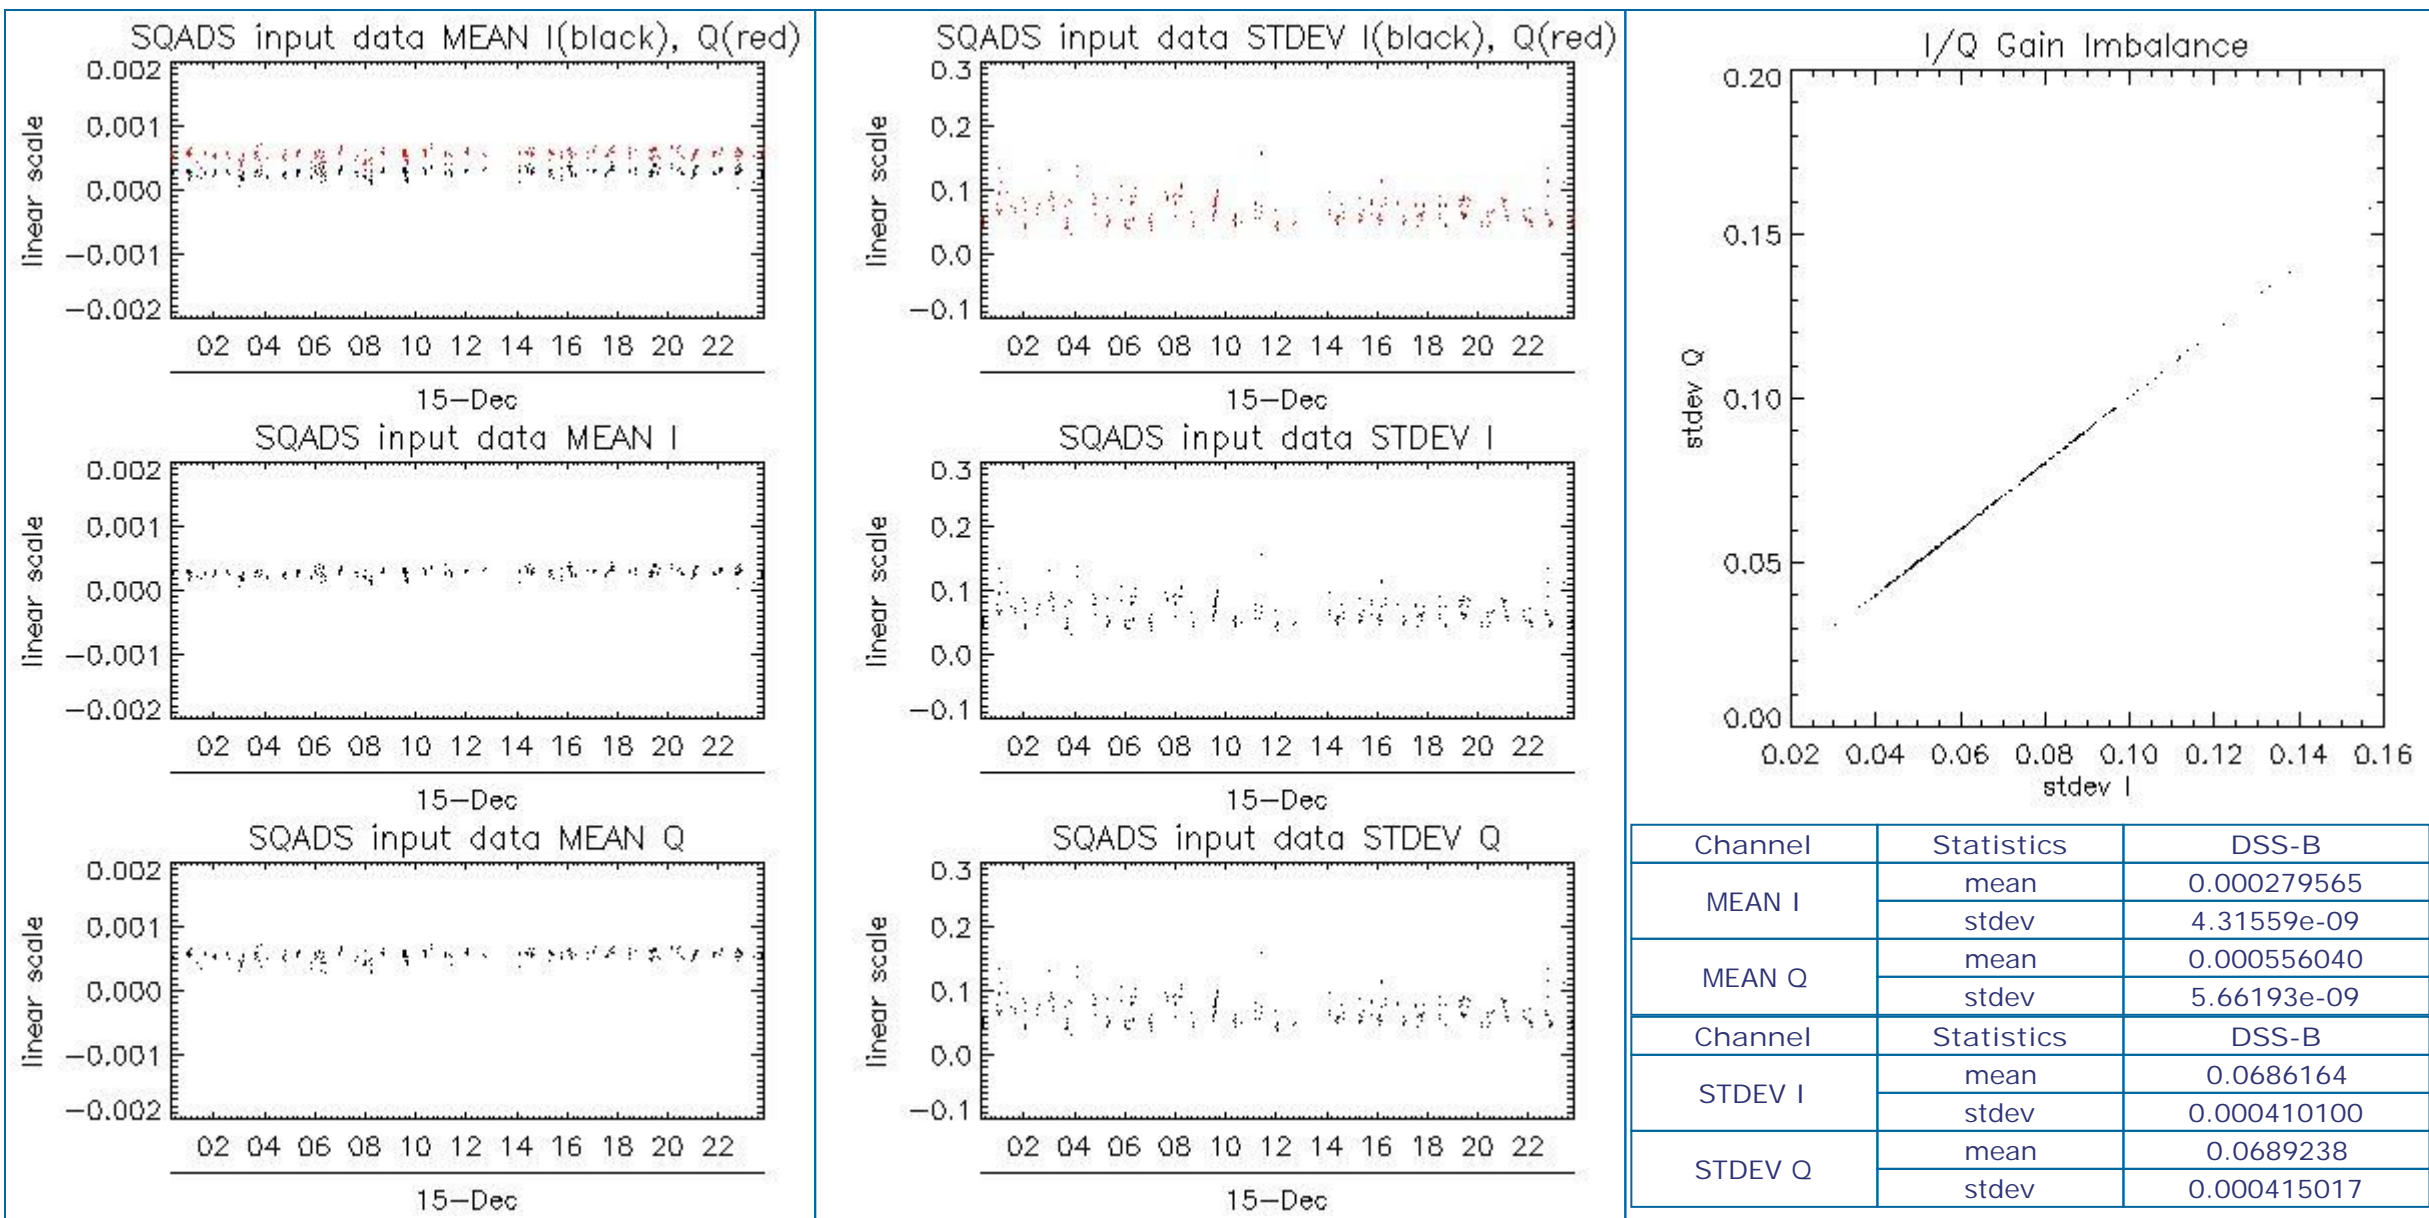 SQADS input data MEAN I(black), Q(red)
0.002
0.001
0.000
−0.001
−0.002
linear scale
02 04 06 08 10 12 14 16 18 20 22
15−Dec
SQADS input data MEAN I
0.002
0.001
0.000
−0.001
−0.002
linear scale
02 04 06 08 10 12 14 16 18 20 22
15−Dec
SQADS input data MEAN Q
0.002
0.001
0.000
−0.001
−0.002
linear scale
02 04 06 08 10 12 14 16 18 20 22
15−Dec
SQADS input data STDEV I(black), Q(red)
0.3
0.2
0.1
0.0
−0.1
linear scale
02 04 06 08 10 12 14 16 18 20 22
15−Dec
SQADS input data STDEV I
0.3
0.2
0.1
0.0
−0.1
linear scale
02 04 06 08 10 12 14 16 18 20 22
15−Dec
SQADS input data STDEV Q
0.3
0.2
0.1
0.0
−0.1
linear scale
02 04 06 08 10 12 14 16 18 20 22
15−Dec
I/Q Gain Imbalance
0.20
0.15
0.10
0.05
0.00
stdev Q
0.02 0.04 0.06 0.08 0.10 0.12 0.14 0.16
stdev I
Channel Statistics DSS-B
MEAN I mean 0.000279565
stdev 4.31559e-09
MEAN Q mean 0.000556040
stdev 5.66193e-09
Channel Statistics DSS-B
STDEV I mean 0.0686164
stdev 0.000410100
STDEV Q mean 0.0689238
stdev 0.000415017